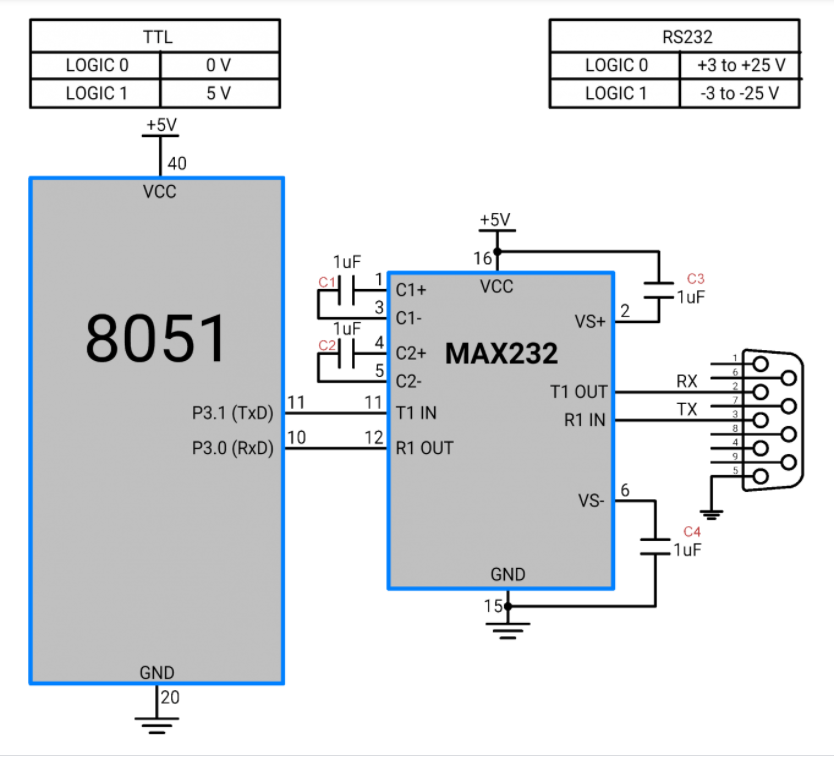 TTL
LOGIC 0 0 V
LOGIC 1 5 V
RS232
LOGIC 0 +3 to +25 V
LOGIC 1 -3 to -25 V
+5V
40
VCC
8051
P3.1 (TxD)
P3.0 (RxD)
11
10
GND
20
1uF
C1
1
3
1uF
C2
4
5
11
12
+5V
16
VCC
C1+
C1-
C2+
C2-
MAX232
T1 IN
R1 OUT
VS+
T1 OUT
R1 IN
VS-
GND
15
2
C3
1uF
RX
TX
6
C4
1uF
1
6
2
7
3
8
4
9
5